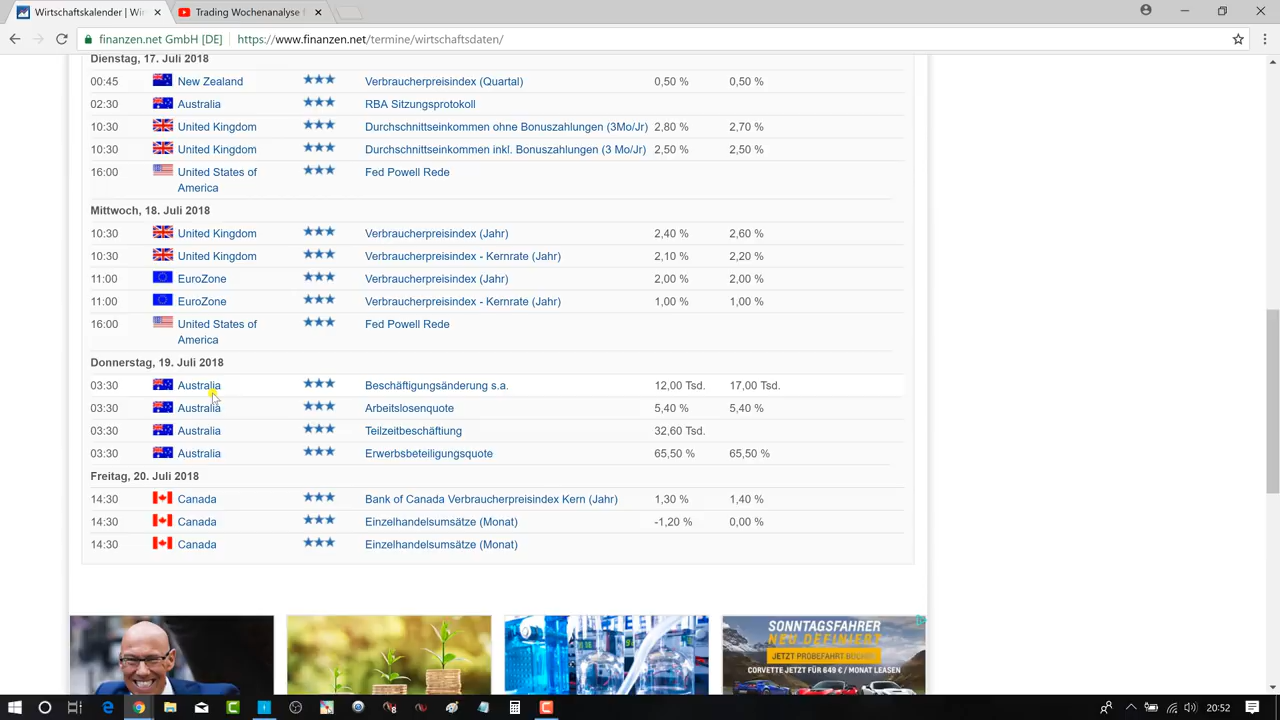 Wirtschaftskalender | Wir
Trading Wochenanalyse
finanzen.net GmbH [DE] https://www.finanzen.net/termine/wirtschaftsdaten/
Dienstag, 17. Juli 2018
00:45 New Zealand Verbraucherpreisindex (Quartal) 0,50 % 0,50 %
02:30 Australia RBA Sitzungsprotokoll
10:30 United Kingdom Durchschnittseinkommen ohne Bonuszahlungen (3Mo/Jr) 2,80 % 2,70 %
10:30 United Kingdom Durchschnittseinkommen inkl. Bonuszahlungen (3 Mo/Jr) 2,50 % 2,50 %
16:00 United States of Fed Powell Rede
America
Mittwoch, 18. Juli 2018
10:30 United Kingdom Verbraucherpreisindex (Jahr) 2,40 % 2,60 %
10:30 United Kingdom Verbraucherpreisindex - Kernrate (Jahr) 2,10 % 2,20 %
11:00 EuroZone Verbraucherpreisindex (Jahr) 2,00 % 2,00 %
11:00 EuroZone Verbraucherpreisindex - Kernrate (Jahr) 1,00 % 1,00 %
16:00 United States of Fed Powell Rede
America
Donnerstag, 19. Juli 2018
03:30 Australia Beschäftigungsänderung s.a. 12,00 Tsd. 17,00 Tsd.
03:30 Australia Arbeitslosenquote 5,40 % 5,40 %
03:30 Australia Teilzeitbeschäftiung 32,60 Tsd.
03:30 Australia Erwerbsbeteiligungsquote 65,50 % 65,50 %
Freitag, 20. Juli 2018
14:30 Canada Bank of Canada Verbraucherpreisindex Kern (Jahr) 1,30 % 1,40 %
14:30 Canada Einzelhandelsumsätze (Monat) -1,20 % 0,00 %
14:30 Canada Einzelhandelsumsätze (Monat)
SONNTAGSFAHRER
NEU DEFINIERT
JETZT PROBEFAHRT BUCHEN
CORVETTE JETZT FÜR 649 € / MONAT LEASEN
20:52